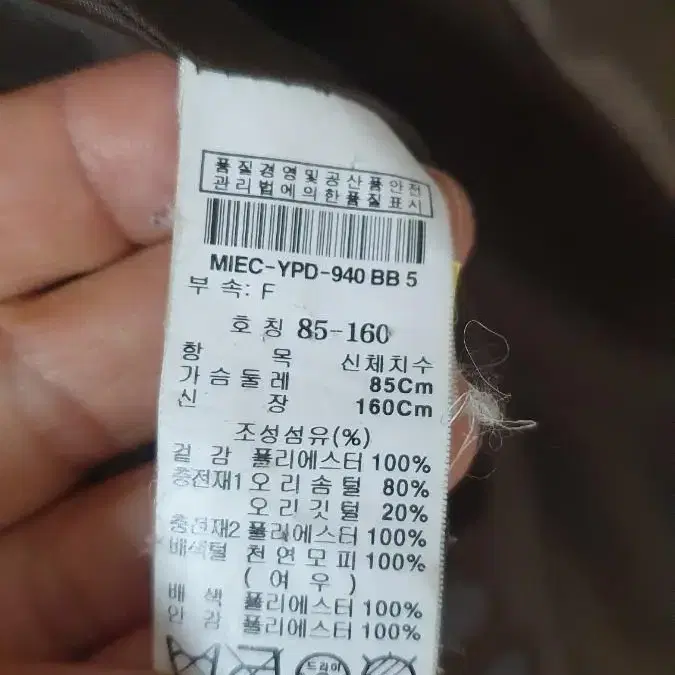 품질경영및공산품안전
관리법에의한품질표시
MIEC-YPD-940 BB 5
부 속: F
호 칭 85-160
항 목 신체치수
가슴둘레 85Cm
신 장 160Cm
조성섬유(%)
겉 감 폴리에스터 100%
충전재1 오리솜털 80%
오리깃털 20%
충전재2 폴리에스터 100%
배색털 천연모피 100%
(여우)
배 색 폴리에스터 100%
안 감 폴리에스터 100%
드라이